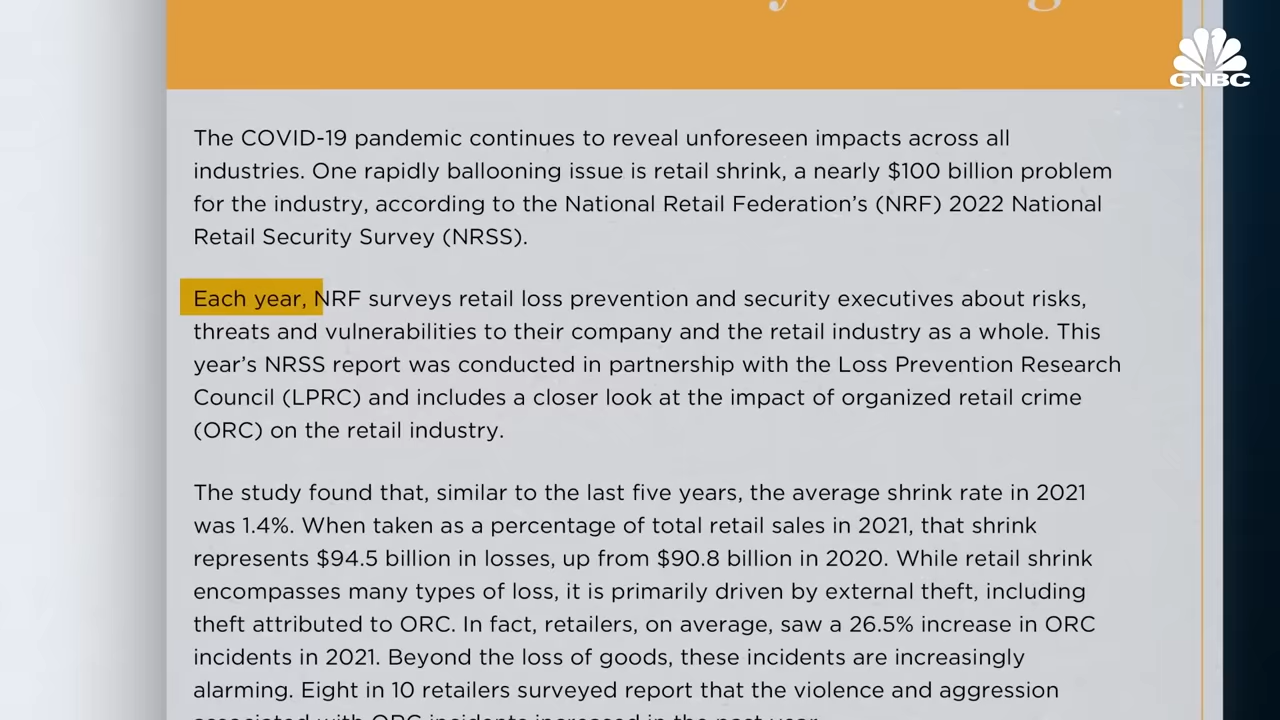 CNBC
The COVID-19 pandemic continues to reveal unforeseen impacts across all
industries. One rapidly ballooning issue is retail shrink, a nearly $100 billion problem
for the industry, according to the National Retail Federation’s (NRF) 2022 National
Retail Security Survey (NRSS).
Each year, NRF surveys retail loss prevention and security executives about risks,
threats and vulnerabilities to their company and the retail industry as a whole. This
year’s NRSS report was conducted in partnership with the Loss Prevention Research
Council (LPRC) and includes a closer look at the impact of organized retail crime
(ORC) on the retail industry.
The study found that, similar to the last five years, the average shrink rate in 2021
was 1.4%. When taken as a percentage of total retail sales in 2021, that shrink
represents $94.5 billion in losses, up from $90.8 billion in 2020. While retail shrink
encompasses many types of loss, it is primarily driven by external theft, including
theft attributed to ORC. In fact, retailers, on average, saw a 26.5% increase in ORC
incidents in 2021. Beyond the loss of goods, these incidents are increasingly
alarming. Eight in 10 retailers surveyed report that the violence and aggression
associated with ORC incidents increased in the past year.